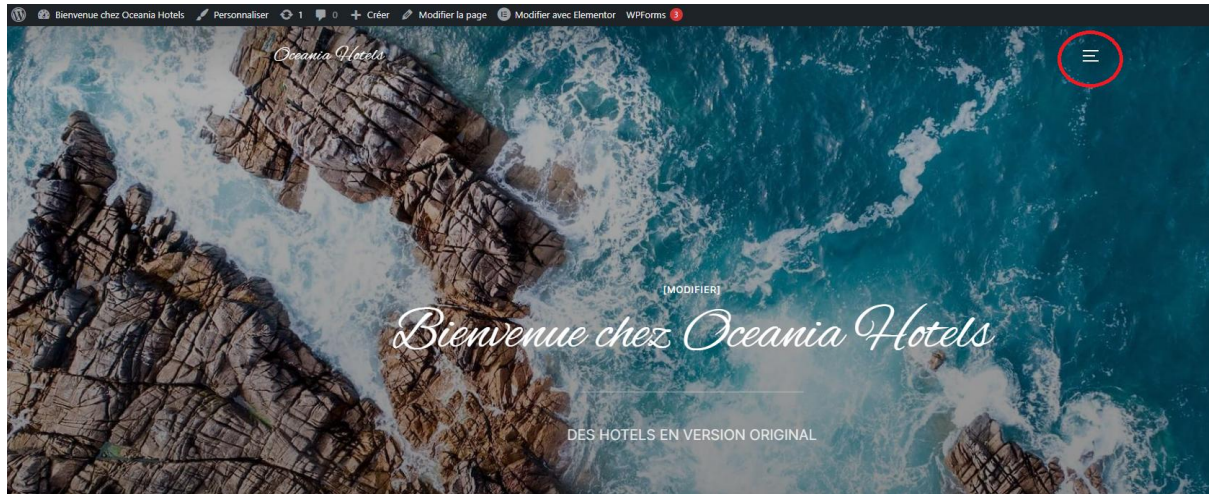 Bienvenue chez Oceania Hotels Personnaliser 1 0 Créer Modifier la page Modifier avec Elementor WPForms 3
Oceania Hotels
[MODIFIER]
Bienvenue chez Oceania Hotels
DES HOTELS EN VERSION ORIGINAL